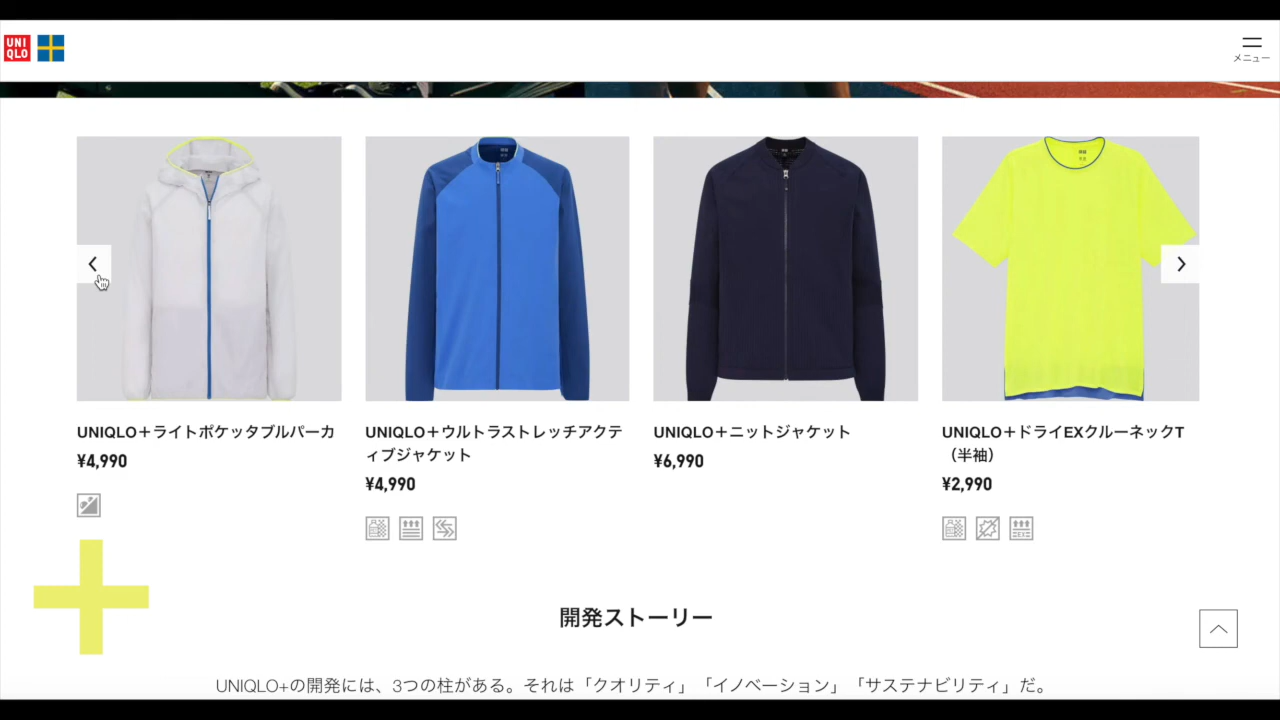 UNI
QLO
メニュー
UNIQLO＋ライトポケッタブルパーカ
¥4,990
UNIQLO＋ウルトラストレッチアクテ
ィブジャケット
¥4,990
UNIQLO＋ニットジャケット
¥6,990
UNIQLO＋ドライEXクルーネックT
（半袖）
¥2,990
開発ストーリー
UNIQLO+の開発には、3つの柱がある。それは「クオリティ」「イノベーション」「サステナビリティ」だ。